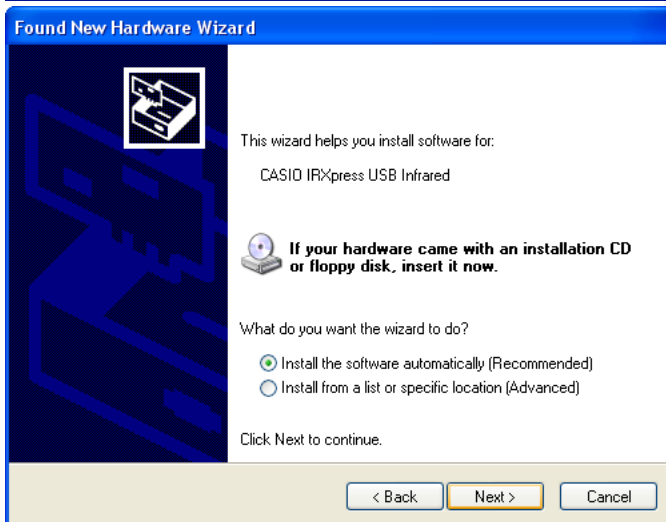 Found New Hardware Wizard
This wizard helps you install software for:
CASIO IRXpress USB Infrared
If your hardware came with an installation CD
or floppy disk, insert it now.
What do you want the wizard to do?
Install the software automatically (Recommended)
Install from a list or specific location (Advanced)
Click Next to continue.
< Back Next > Cancel